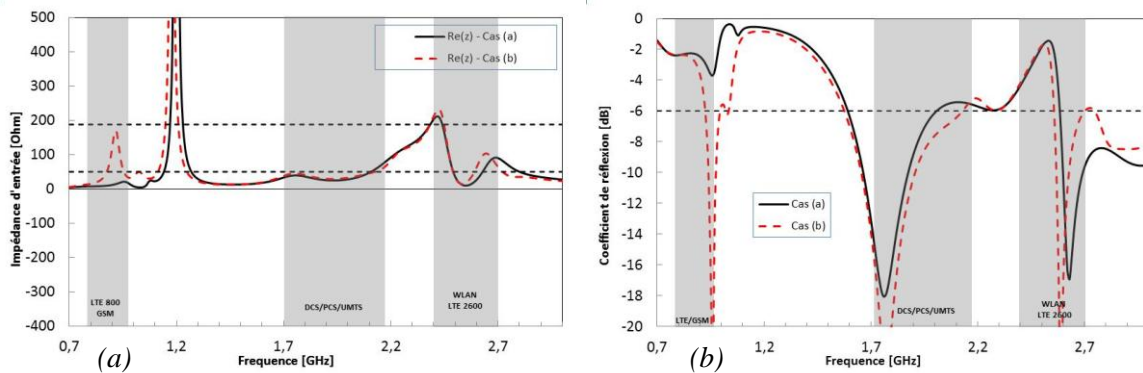 Impédance d'entrée [Ohm]
500
400
300
200
100
0
-100
-200
-300
-400
Re(z) - Cas (a)
Re(z) - Cas (b)
LTE 800
GSM
DCS/PCS/UMTS
WLAN
LTE 2600
0,7
1,2
1,7
2,2
2,7
Frequence [GHz]
(a)
Coefficient de réflexion [dB]
0
-2
-4
-6
-8
-10
-12
-14
-16
-18
-20
Cas (a)
Cas (b)
LTE/GSM
DCS/PCS/UMTS
WLAN
LTE 2600
0,7
1,2
1,7
2,2
2,7
Frequence [GHz]
(b)